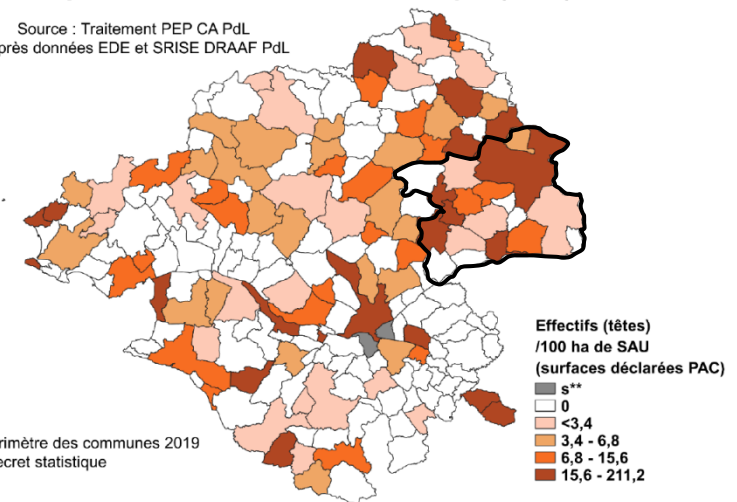 Source : Traitement PEP CA PdL
près données EDE et SRISE DRAAF PdL
Effectifs (têtes)
/100 ha de SAU
(surfaces déclarées PAC)
s**
0
<3,4
3,4 - 6,8
6,8 - 15,6
15,6 - 211,2
rimètre des communes 2019
ecret statistique